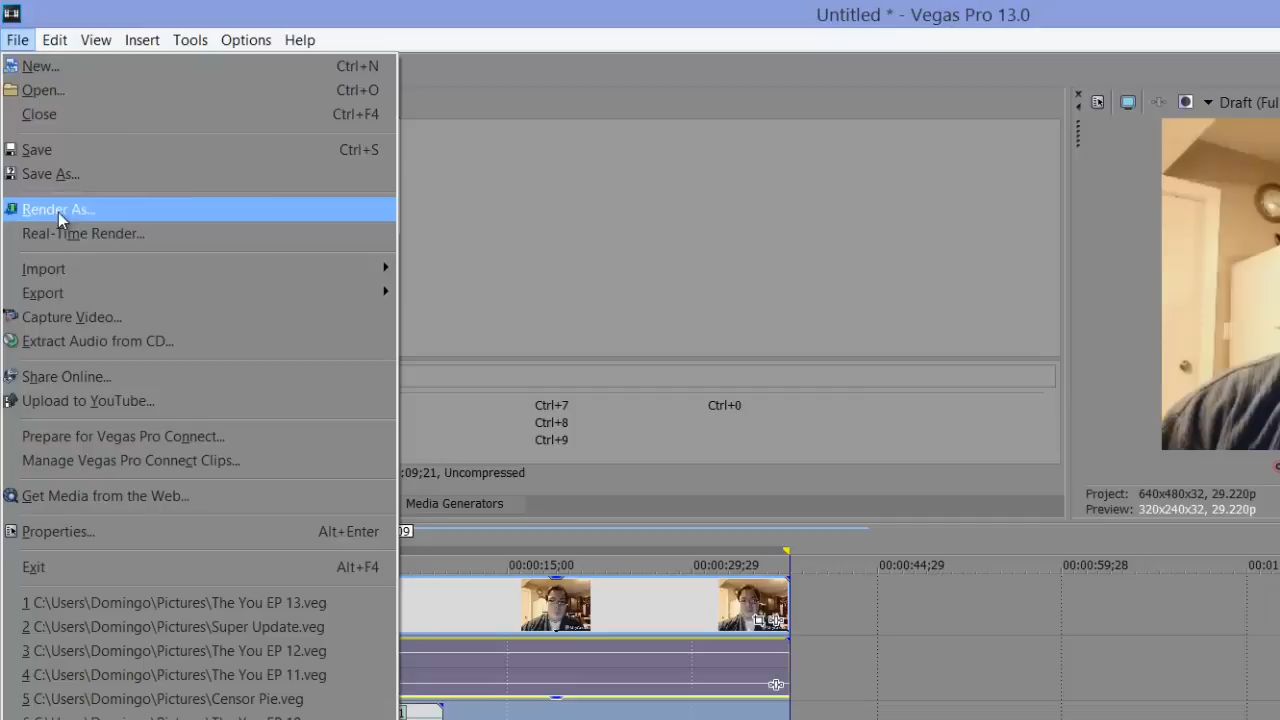 Untitled * - Vegas Pro 13.0
File Edit View Insert Tools Options Help
New... Ctrl+N
Open... Ctrl+O
Close Ctrl+F4
Save Ctrl+S
Save As...
Render As...
Real-Time Render...
Import
Export
Capture Video...
Extract Audio from CD...
Share Online...
Upload to YouTube...
Prepare for Vegas Pro Connect...
Manage Vegas Pro Connect Clips...
Get Media from the Web...
Properties... Alt+Enter
Exit Alt+F4
1 C:\Users\Domingo\Pictures\The You EP 13.veg
2 C:\Users\Domingo\Pictures\Super Update.veg
3 C:\Users\Domingo\Pictures\The You EP 12.veg
4 C:\Users\Domingo\Pictures\The You EP 11.veg
5 C:\Users\Domingo\Pictures\Censor Pie.veg
Draft (Ful
Ctrl+7 Ctrl+0
Ctrl+8
Ctrl+9
:09;21, Uncompressed
Media Generators
Project: 640x480x32, 29.220p
Preview: 320x240x32, 29.220p
09
00:00:15;00 00:00:29;29 00:00:44;29 00:00:59;28 00:01